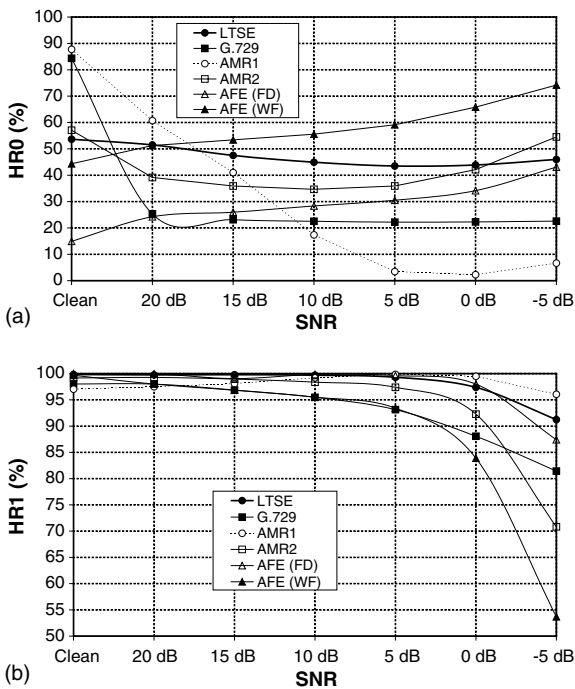 100
90
80
70
60
50
40
30
20
10
0
HR0 (%)
LTSE
G.729
AMR1
AMR2
AFE (FD)
AFE (WF)
Clean 20 dB 15 dB 10 dB 5 dB 0 dB -5 dB
SNR
(a)
100
95
90
85
80
75
70
65
60
55
50
HR1 (%)
LTSE
G.729
AMR1
AMR2
AFE (FD)
AFE (WF)
Clean 20 dB 15 dB 10 dB 5 dB 0 dB -5 dB
SNR
(b)